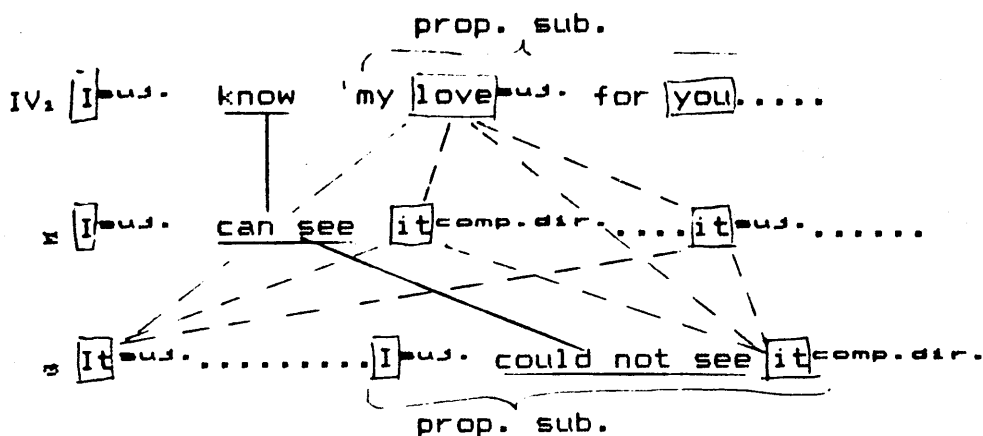 prop. sub.
IV₁ I suj. know 'my love suj. for you.....
I suj. can see it comp.dir.....it suj.......
It suj..........I suj. could not see it comp.dir.
prop. sub.